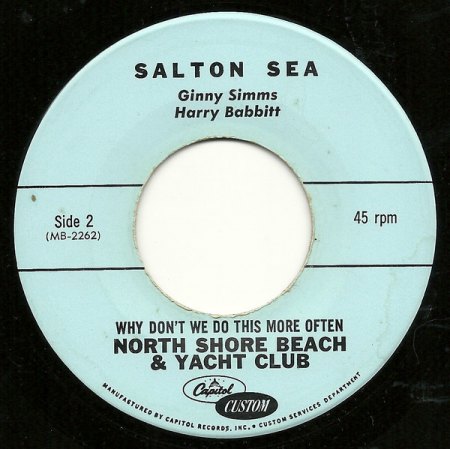 SALTON SEA
Ginny Simms
Harry Babbitt
Side 2
(MB-2262)
45 rpm
WHY DON'T WE DO THIS MORE OFTEN
NORTH SHORE BEACH
& YACHT CLUB
Capitol
CUSTOM
MANUFACTURED BY CAPITOL RECORDS, INC. • CUSTOM SERVICES DEPARTMENT